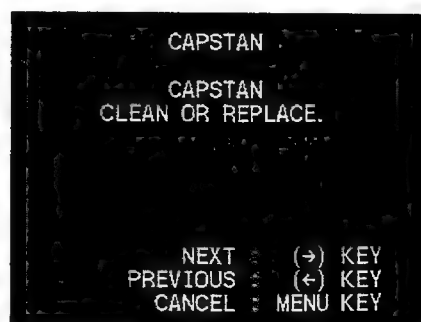 CAPSTAN
CAPSTAN
CLEAN OR REPLACE.
NEXT : (→) KEY
PREVIOUS : (←) KEY
CANCEL : MENU KEY